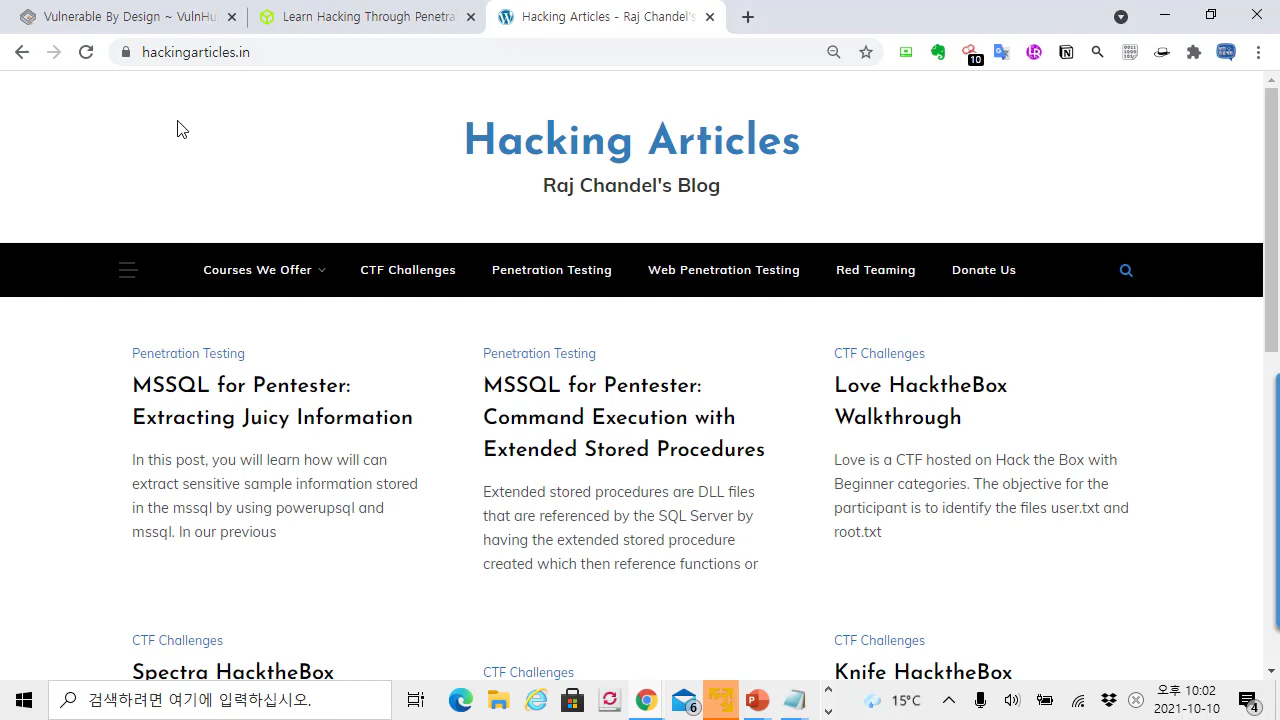 Vulnerable By Design ~ VulnHu
Learn Hacking Through Penetra
Hacking Articles - Raj Chandel's
hackingarticles.in
10
Hacking Articles
Raj Chandel's Blog
Courses We Offer
CTF Challenges
Penetration Testing
Web Penetration Testing
Red Teaming
Donate Us
Penetration Testing
MSSQL for Pentester:
Extracting Juicy Information
In this post, you will learn how will can
extract sensitive sample information stored
in the mssql by using powerupsql and
mssql. In our previous
Penetration Testing
MSSQL for Pentester:
Command Execution with
Extended Stored Procedures
Extended stored procedures are DLL files
that are referenced by the SQL Server by
having the extended stored procedure
created which then reference functions or
CTF Challenges
Love HacktheBox
Walkthrough
Love is a CTF hosted on Hack the Box with
Beginner categories. The objective for the
participant is to identify the files user.txt and
root.txt
CTF Challenges
Spectra HacktheBox
CTF Challenges
CTF Challenges
Knife HacktheBox
검색하려면 여기에 입력하십시오.
6
15°C
오후 10:02
2021-10-10
4